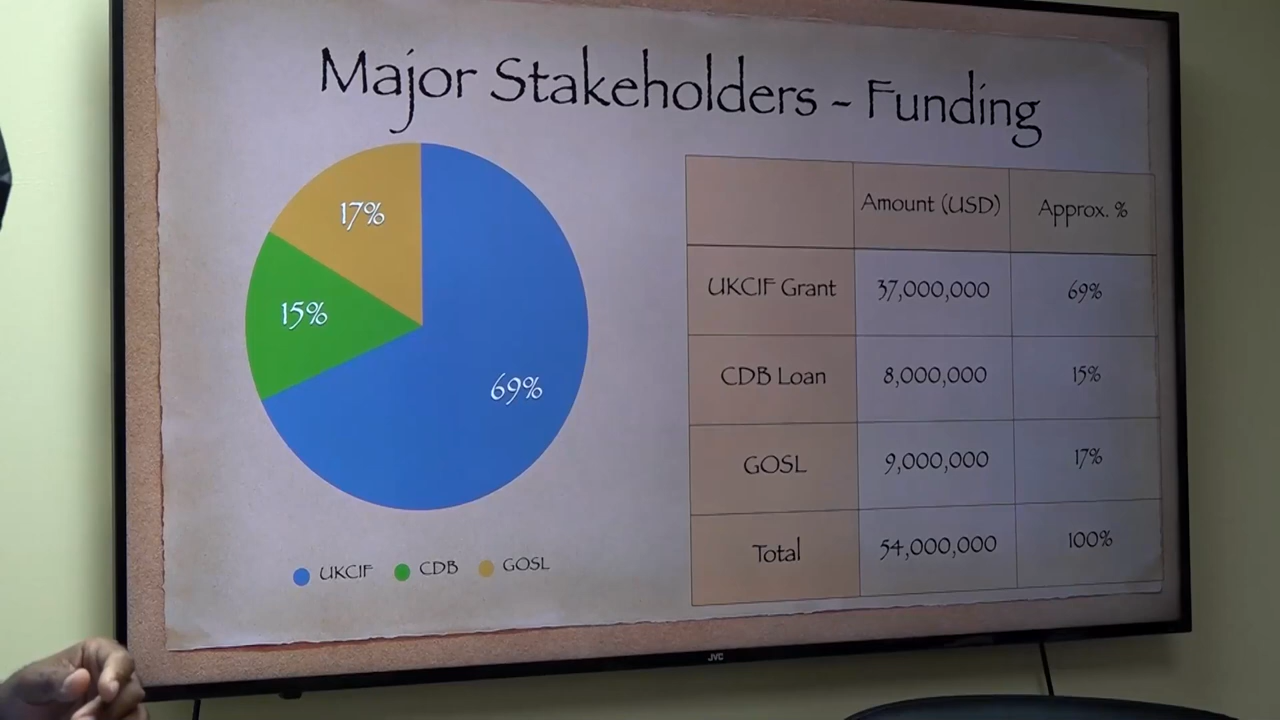 Major Stakeholders - Funding
17%
15%
69%
UKCIF CDB GOSL
Amount (USD) Approx. %
UKCIF Grant 37,000,000 69%
CDB Loan 8,000,000 15%
GOSL 9,000,000 17%
Total 54,000,000 100%
JVC